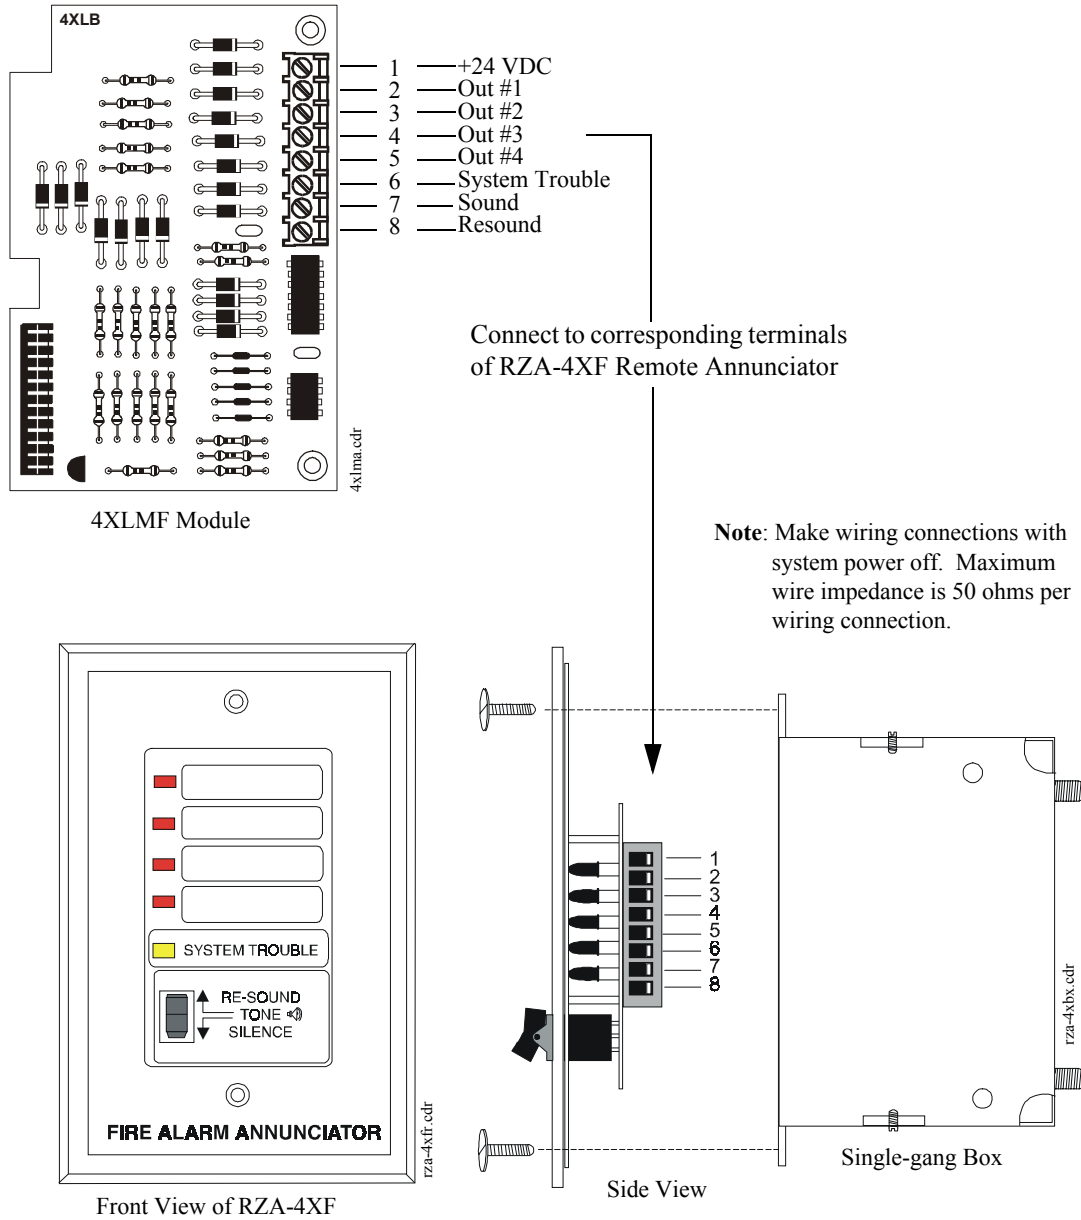 4XLB
1 +24 VDC
2 Out #1
3 Out #2
4 Out #3
5 Out #4
6 System Trouble
7 Sound
8 Resound
Connect to corresponding terminals
of RZA-4XF Remote Annunciator
4xlma.cdr
4XLMF Module
Note: Make wiring connections with
system power off. Maximum
wire impedance is 50 ohms per
wiring connection.
SYSTEM TROUBLE
RE-SOUND
TONE
SILENCE
FIRE ALARM ANNUNCIATOR
rza-4xfr.cdr
Front View of RZA-4XF
1
2
3
4
5
6
7
8
Side View
rza-4xbx.cdr
Single-gang Box